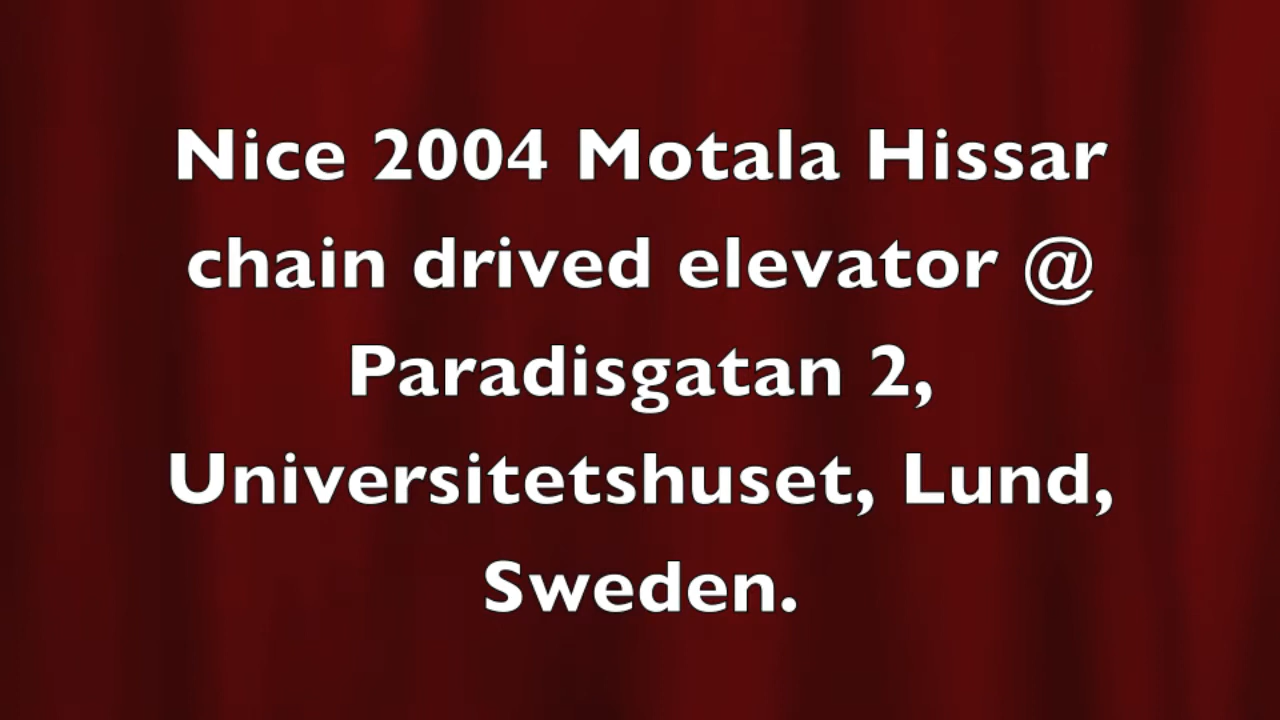 Nice 2004 Motala Hissar
chain drived elevator @
Paradisgatan 2,
Universitetshuset, Lund,
Sweden.